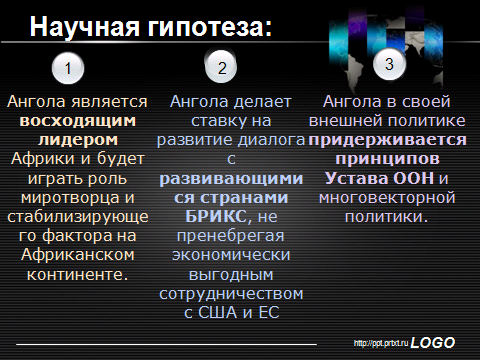 Научная гипотеза:
1
Ангола является
восходящим
лидером
Африки и будет
играть роль
миротворца и
стабилизирующе
го фактора на
Африканском
континенте.
2
Ангола делает
ставку на
развитие диалога
с
развивающими
ся странами
БРИКС, не
пренебрегая
экономически
выгодным
сотрудничеством
с США и ЕС
3
Ангола в своей
внешней политике
придерживается
принципов
Устава ООН и
многовекторной
политики.
http://ppt.prtxt.ru LOGO